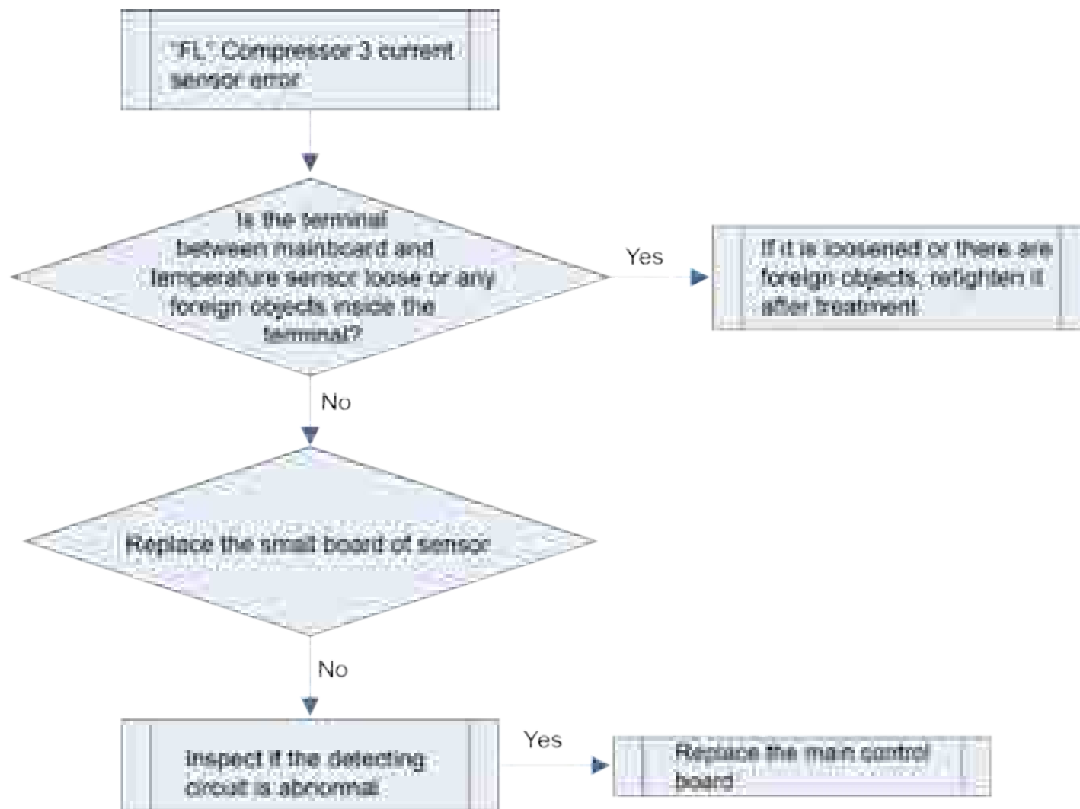 "FL" Compressor 3 current
sensor error
Is the terminal
between mainboard and
temperature sensor loose or any
foreign objects inside the
terminal?
Yes
If it is loosened or there are
foreign objects, retighten it
after treatment
No
Replace the small board of sensor
No
Inspect if the detecting
circuit is abnormal
Yes
Replace the main control
board